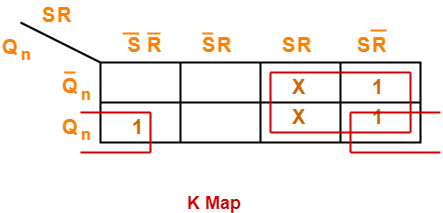 SR
Qn S̅ R̅ S̅ R SR SR̅
Q̅n X 1
Qn 1 X 1
K Map